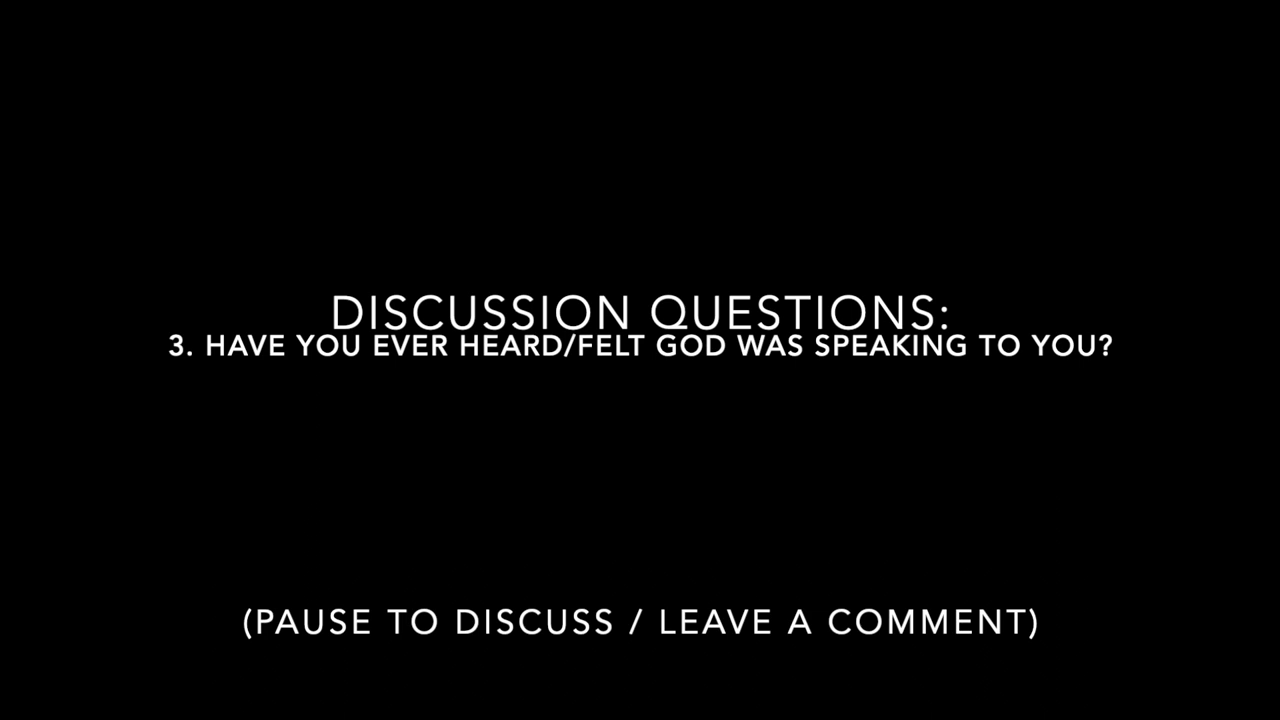 DISCUSSION QUESTIONS:
3. HAVE YOU EVER HEARD/FELT GOD WAS SPEAKING TO YOU?
(PAUSE TO DISCUSS / LEAVE A COMMENT)